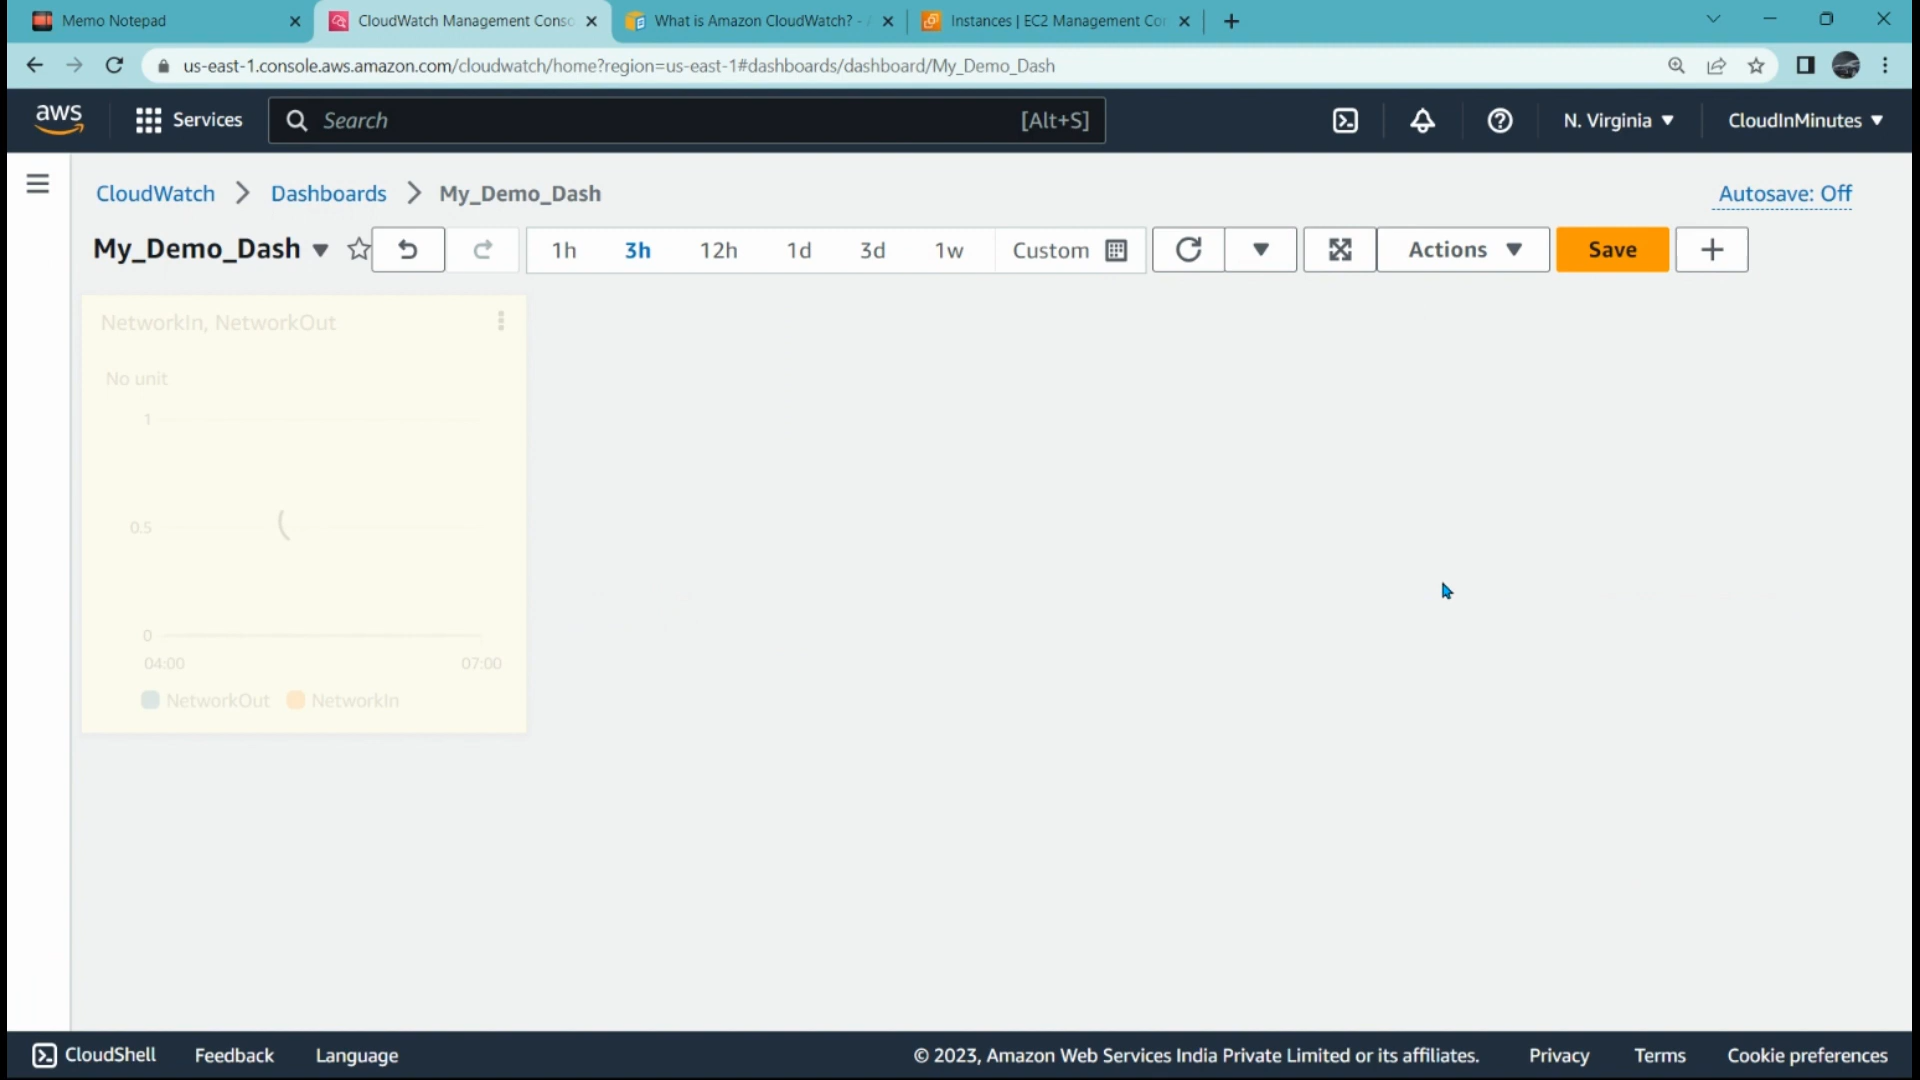 Memo Notepad
CloudWatch Management Conso
What is Amazon CloudWatch? - A
Instances | EC2 Management Con
us-east-1.console.aws.amazon.com/cloudwatch/home?region=us-east-1#dashboards/dashboard/My_Demo_Dash
aws
Services
Search
[Alt+S]
N. Virginia
CloudInMinutes
CloudWatch
Dashboards
My_Demo_Dash
Autosave: Off
My_Demo_Dash
1h
3h
12h
1d
3d
1w
Custom
Actions
Save
NetworkIn, NetworkOut
No unit
1
0.5
0
04:00
07:00
NetworkOut
NetworkIn
CloudShell
Feedback
Language
© 2023, Amazon Web Services India Private Limited or its affiliates.
Privacy
Terms
Cookie preferences